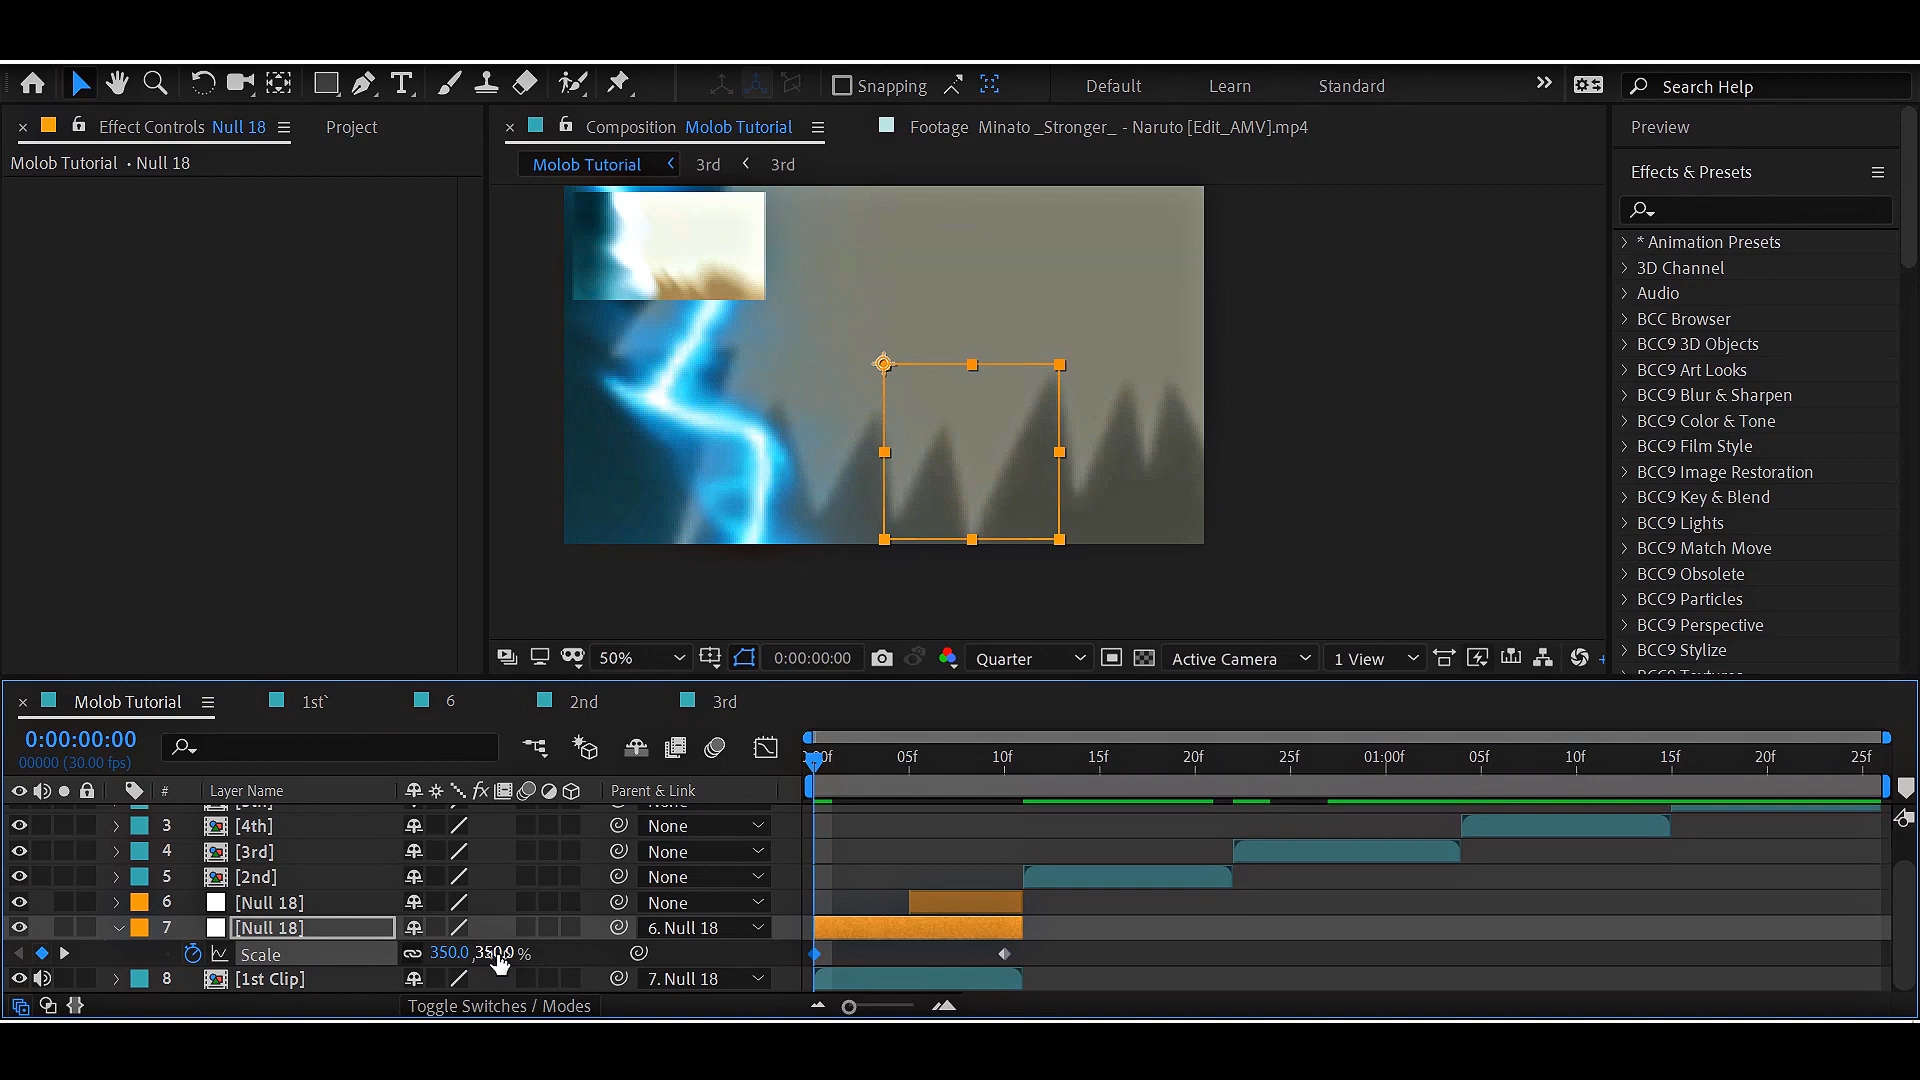 Snapping
Default
Learn
Standard
Search Help
Effect Controls Null 18
Project
Composition Molob Tutorial
Footage Minato _Stronger_ - Naruto [Edit_AMV].mp4
Preview
Molob Tutorial • Null 18
Molob Tutorial
3rd
3rd
Effects & Presets
* Animation Presets
3D Channel
Audio
BCC Browser
BCC9 3D Objects
BCC9 Art Looks
BCC9 Blur & Sharpen
BCC9 Color & Tone
BCC9 Film Style
BCC9 Image Restoration
BCC9 Key & Blend
BCC9 Lights
BCC9 Match Move
BCC9 Obsolete
BCC9 Particles
BCC9 Perspective
BCC9 Stylize
50%
0:00:00:00
Quarter
Active Camera
1 View
Molob Tutorial
1st`
6
2nd
3rd
0:00:00:00
00000 (30.00 fps)
05f
10f
15f
20f
25f
01:00f
05f
10f
15f
20f
25f
#
Layer Name
fx
Parent & Link
3
[4th]
None
4
[3rd]
None
5
[2nd]
None
6
[Null 18]
None
7
[Null 18]
6. Null 18
Scale
350.0, 350.0 %
8
[1st Clip]
7. Null 18
Toggle Switches / Modes